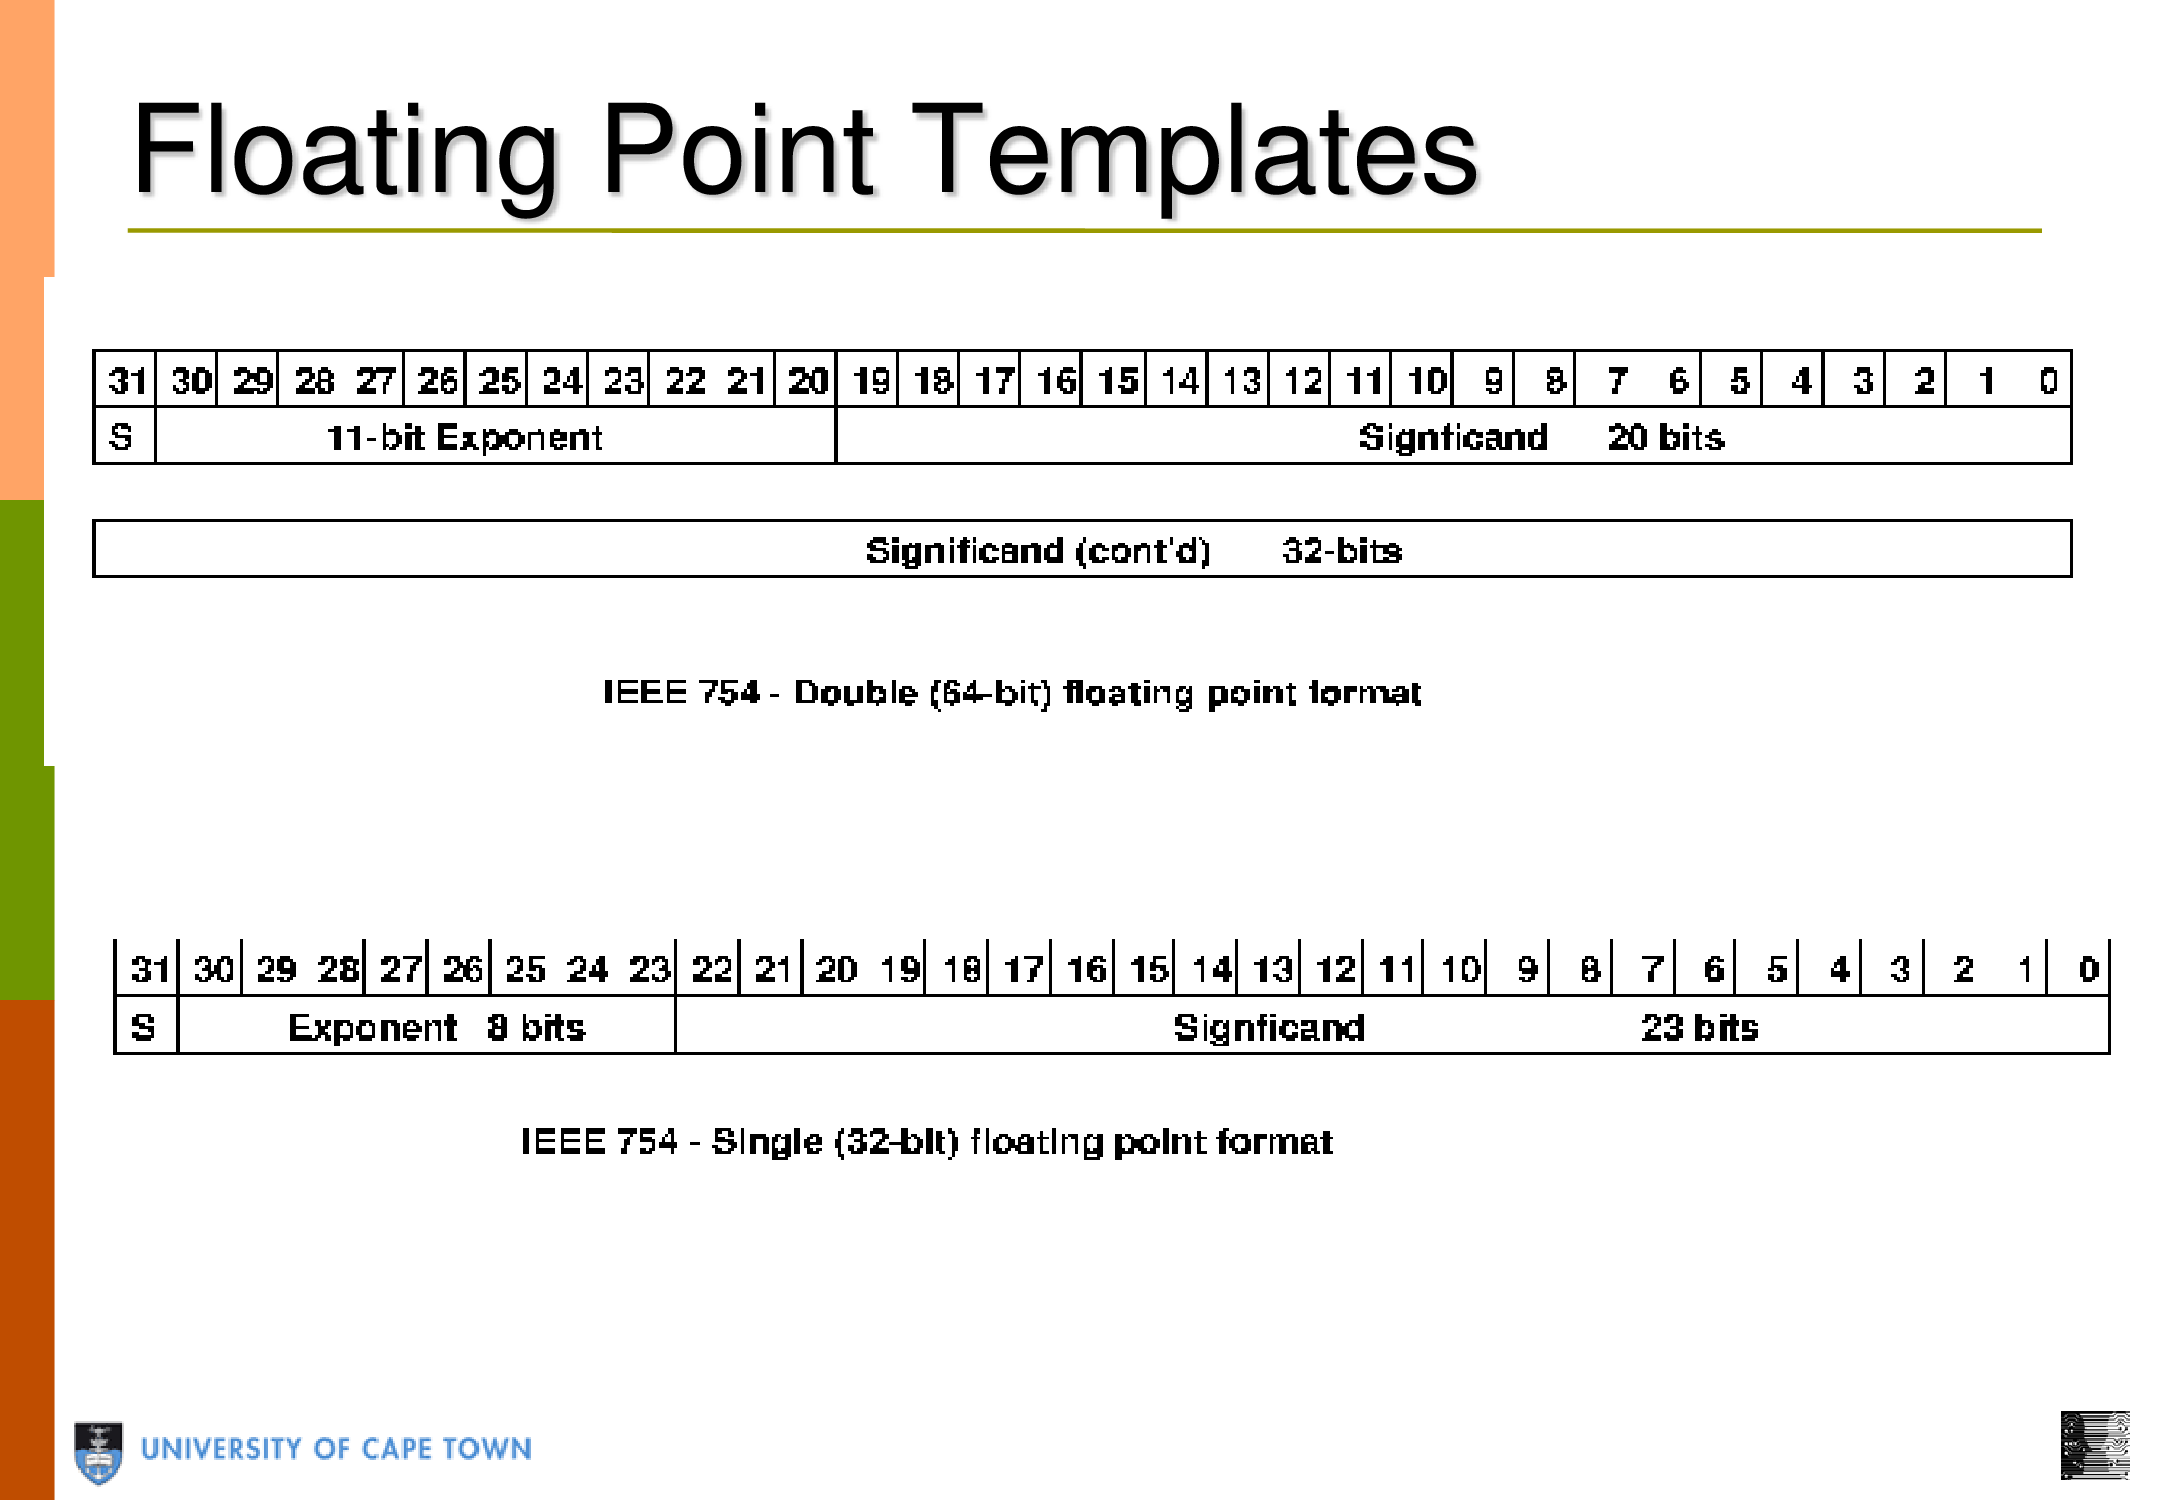 Floating Point Templates
31 30 29 28 27 26 25 24 23 22 21 20 19 18 17 16 15 14 13 12 11 10 9 8 7 6 5 4 3 2 1 0
S 11-bit Exponent Signficand 20 bits
Significand (cont'd) 32-bits
IEEE 754 - Double (64-bit) floating point format
31 30 29 28 27 26 25 24 23 22 21 20 19 18 17 16 15 14 13 12 11 10 9 8 7 6 5 4 3 2 1 0
S Exponent 8 bits Signficand 23 bits
IEEE 754 - Single (32-bit) floating point format
UNIVERSITY OF CAPE TOWN